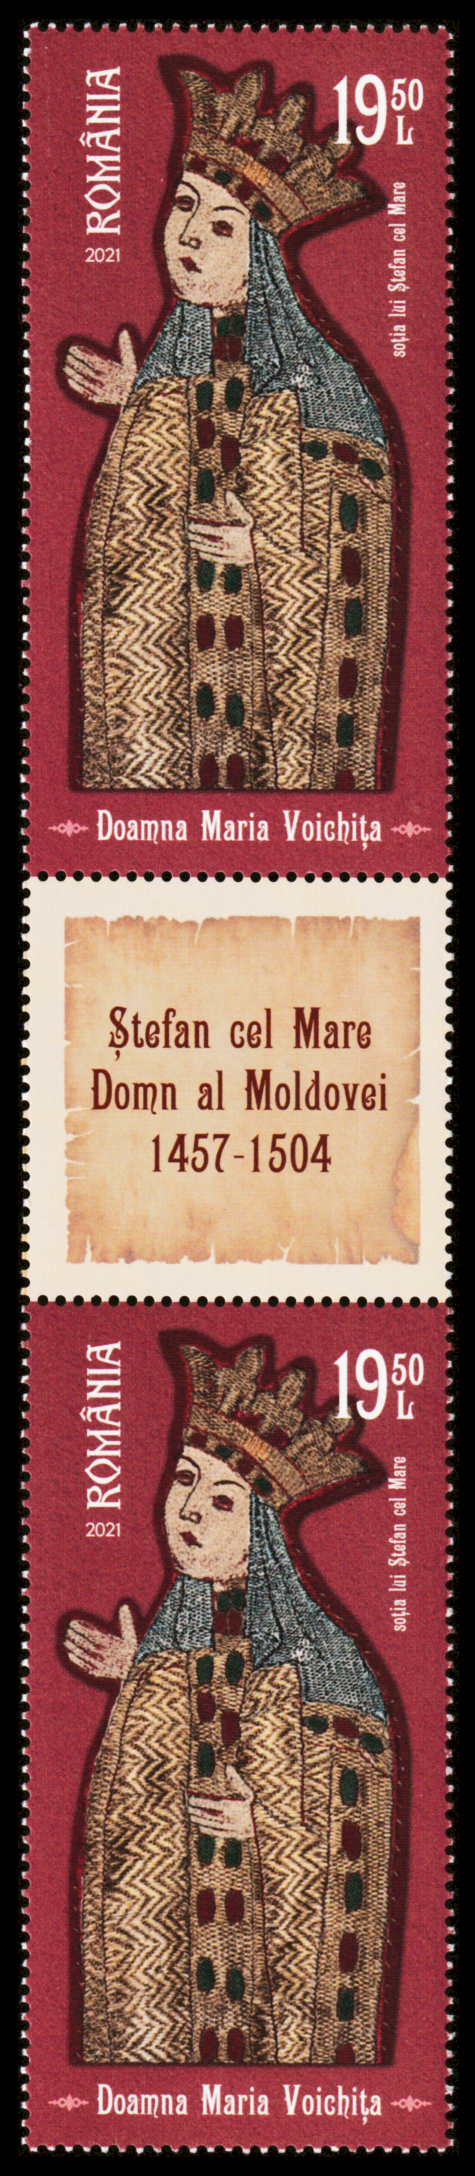 ROMÂNIA
2021
19 50 L
soția lui Ștefan cel Mare
Doamna Maria Voichița
Ștefan cel Mare
Domn al Moldovei
1457-1504
ROMÂNIA
2021
19 50 L
soția lui Ștefan cel Mare
Doamna Maria Voichița